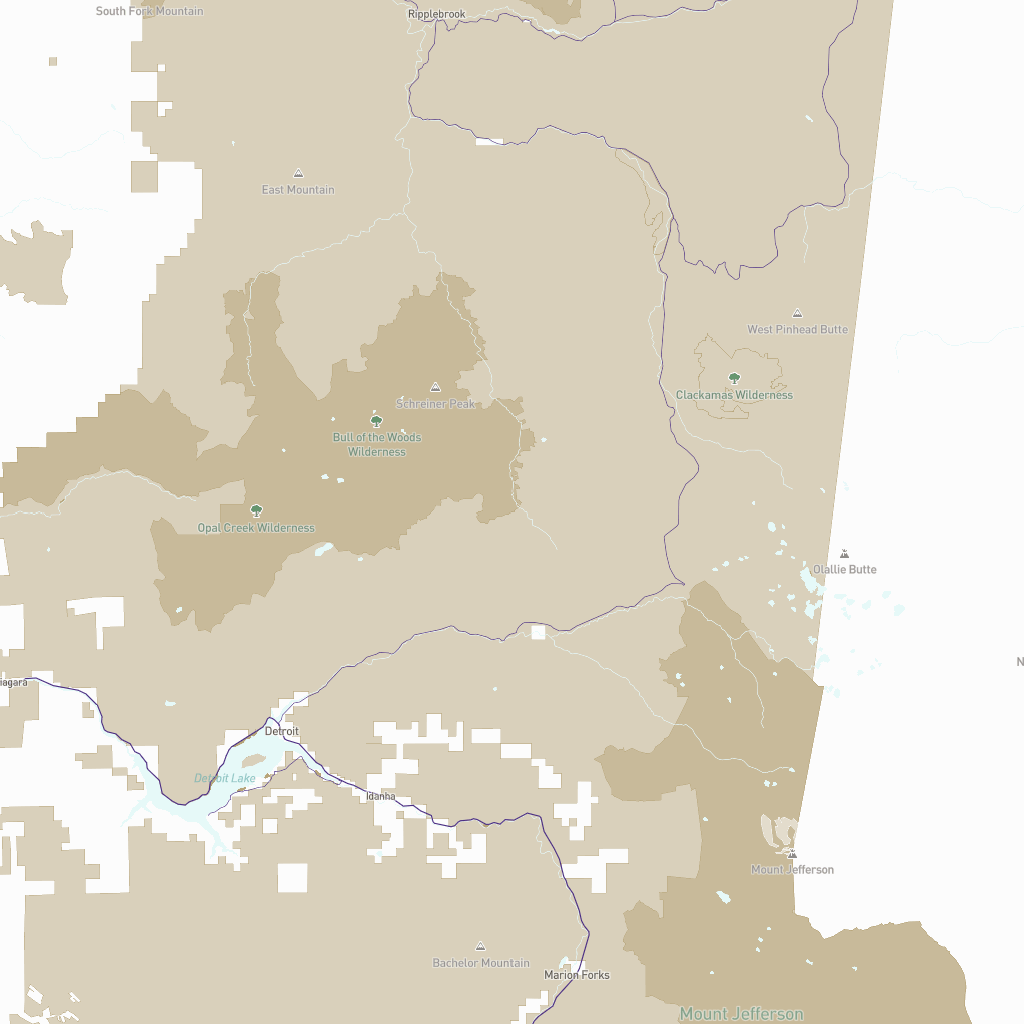 South Fork Mountain
Ripplebrook
East Mountain
West Pinhead Butte
Clackamas Wilderness
Schreiner Peak
Bull of the Woods
Wilderness
Opal Creek Wilderness
Olallie Butte
N
iagara
Detroit
Detroit Lake
Idanha
Mount Jefferson
Bachelor Mountain
Marion Forks
Mount Jefferson